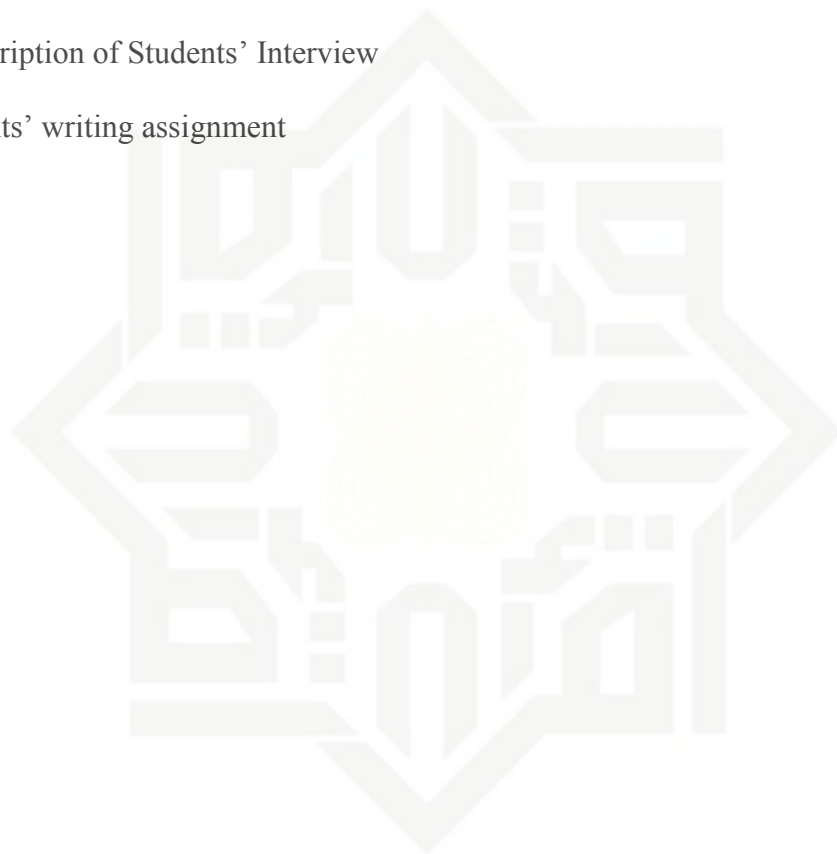 ription of Students’ Interview
ts’ writing assignment